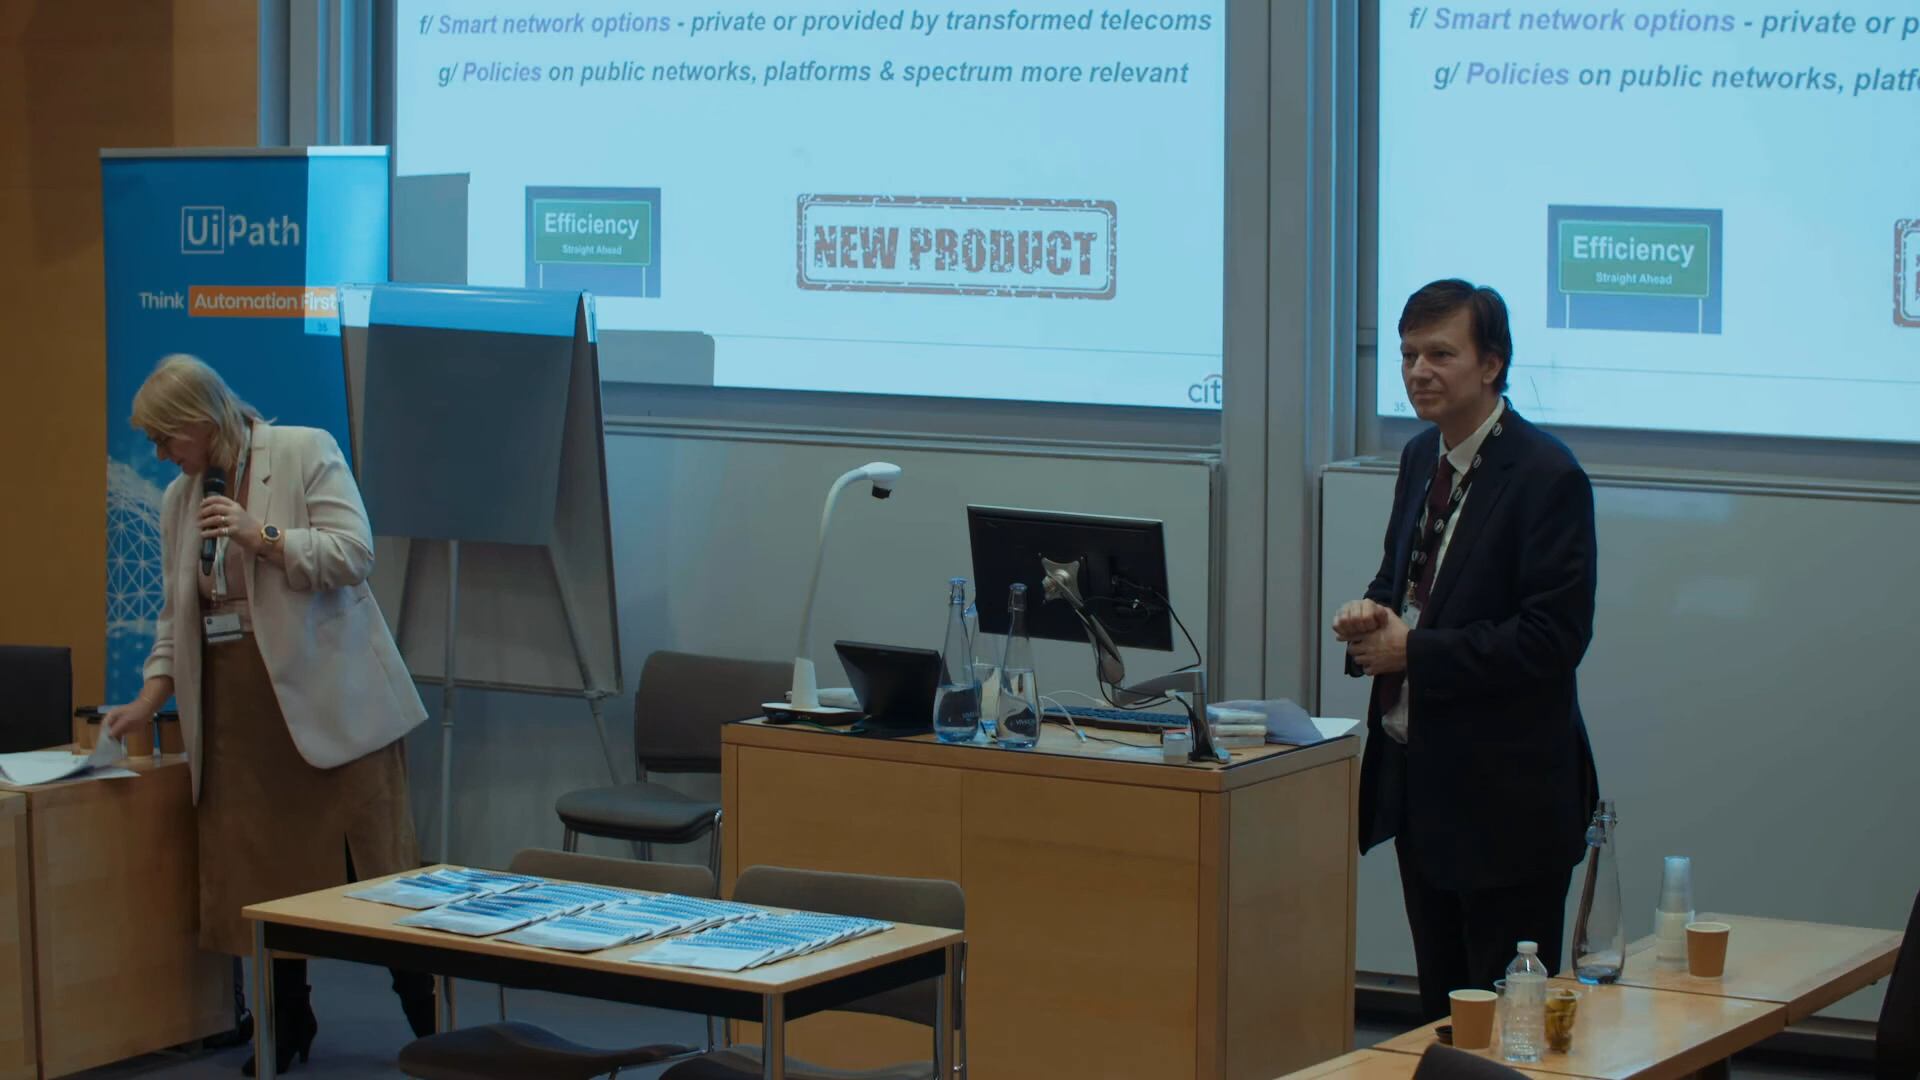 f/ Smart network options - private or provided by transformed telecoms
g/ Policies on public networks, platforms & spectrum more relevant
Efficiency
Straight Ahead
NEW PRODUCT
cit
f/ Smart network options - private or p
g/ Policies on public networks, platf
Efficiency
Straight Ahead
35
UiPath
Think Automation First
35